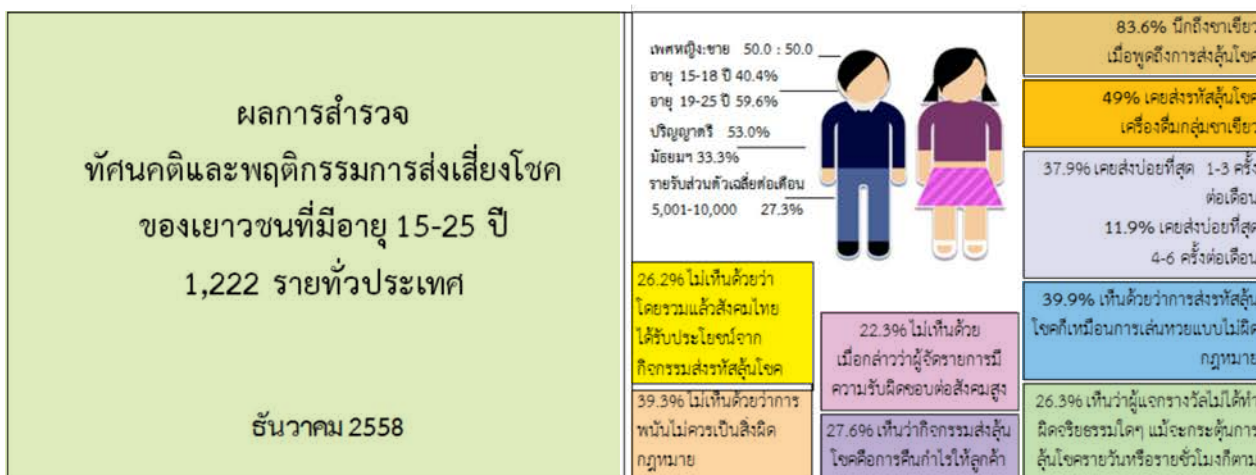 ผลการสำรวจ
ทัศนคติและพฤติกรรมการส่งเสี่ยงโชค
ของเยาวชนที่มีอายุ 15-25 ปี
1,222 รายทั่วประเทศ
ธันวาคม 2558
เพศหญิง:ชาย 50.0 : 50.0
อายุ 15-18 ปี 40.4%
อายุ 19-25 ปี 59.6%
ปริญญาตรี 53.0%
มัธยมฯ 33.3%
รายรับส่วนตัวเฉลี่ยต่อเดือน
5,001-10,000 27.3%
26.2% ไม่เห็นด้วยว่า
โดยรวมแล้วสังคมไทย
ได้รับประโยชน์จาก
กิจกรรมส่งรหัสลุ้นโชค
39.3% ไม่เห็นด้วยว่าการ
พนันไม่ควรเป็นสิ่งผิด
กฎหมาย
22.3% ไม่เห็นด้วย
เมื่อกล่าวว่าผู้จัดรายการมี
ความรับผิดชอบต่อสังคมสูง
27.6% เห็นว่ากิจกรรมส่งลุ้น
โชคคือการคืนกำไรให้ลูกค้า
83.6% นึกถึงชาเขียว
เมื่อพูดถึงการส่งลุ้นโชค
49% เคยส่งรหัสลุ้นโชค
เครื่องดื่มกลุ่มชาเขียว
37.9% เคยส่งบ่อยที่สุด 1-3 ครั้ง
ต่อเดือน
11.9% เคยส่งบ่อยที่สุด
4-6 ครั้งต่อเดือน
39.9% เห็นด้วยว่าการส่งรหัสลุ้น
โชคก็เหมือนการเล่นหวยแบบไม่ผิด
กฎหมาย
26.3% เห็นว่าผู้แจกรางวัลไม่ได้ทำ
ผิดจริยธรรมใดๆ แม้จะกระตุ้นการ
ลุ้นโชครายวันหรือรายชั่วโมงก็ตาม